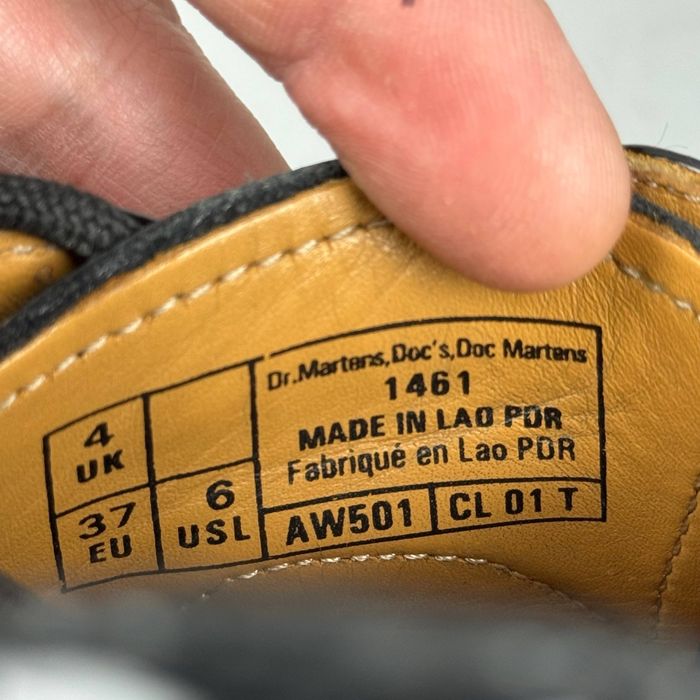 4
UK
37
EU
6
USL
Dr.Martens,Doc's,Doc Martens
1461
MADE IN LAO PDR
Fabriqué en Lao PDR
AW501
CL 01 T